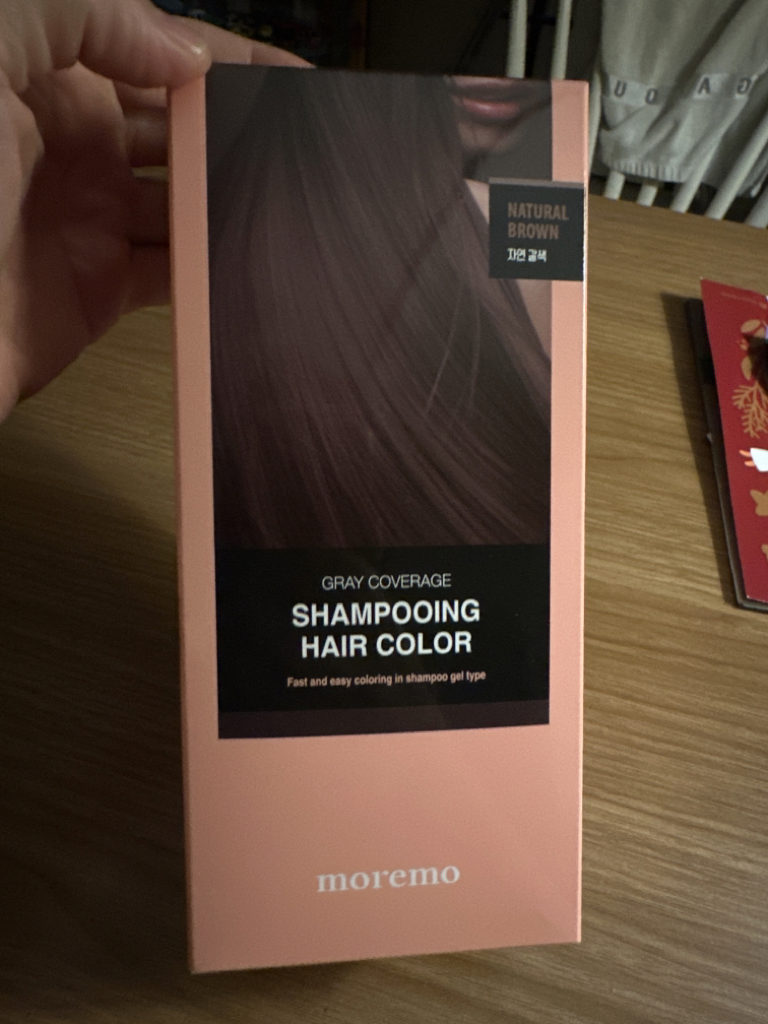 NATURAL
BROWN
자연 갈색
GRAY COVERAGE
SHAMPOOING
HAIR COLOR
Fast and easy coloring in shampoo gel type
moremo